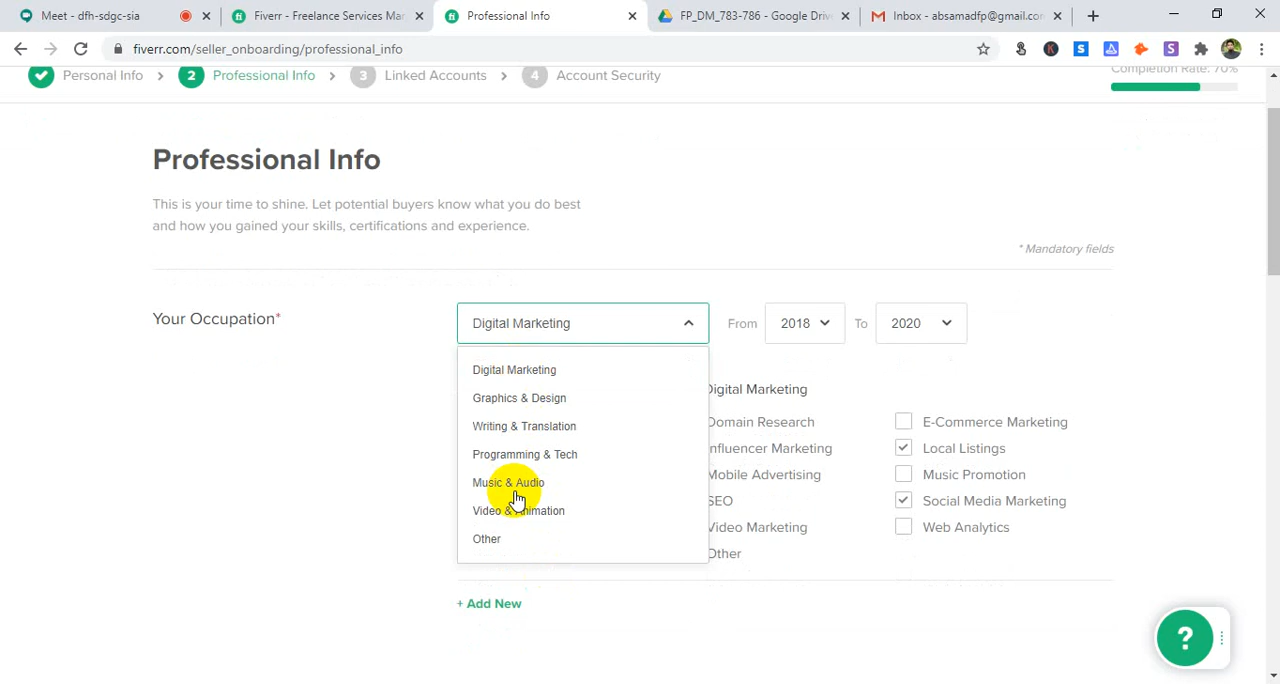 Meet - dfh-sdgc-sia
Fiverr - Freelance Services Mar
Professional Info
FP_DM_783-786 - Google Drive
Inbox - absamadfp@gmail.con
fiverr.com/seller_onboarding/professional_info
Personal Info
2 Professional Info
3 Linked Accounts
4 Account Security
Completion Rate: 70%
Professional Info
This is your time to shine. Let potential buyers know what you do best
and how you gained your skills, certifications and experience.
* Mandatory fields
Your Occupation*
Digital Marketing
From
2018
To
2020
Digital Marketing
Graphics & Design
Writing & Translation
Programming & Tech
Music & Audio
Video & Animation
Other
Digital Marketing
Domain Research
E-Commerce Marketing
Influencer Marketing
Local Listings
Mobile Advertising
Music Promotion
SEO
Social Media Marketing
Video Marketing
Web Analytics
Other
+ Add New
?